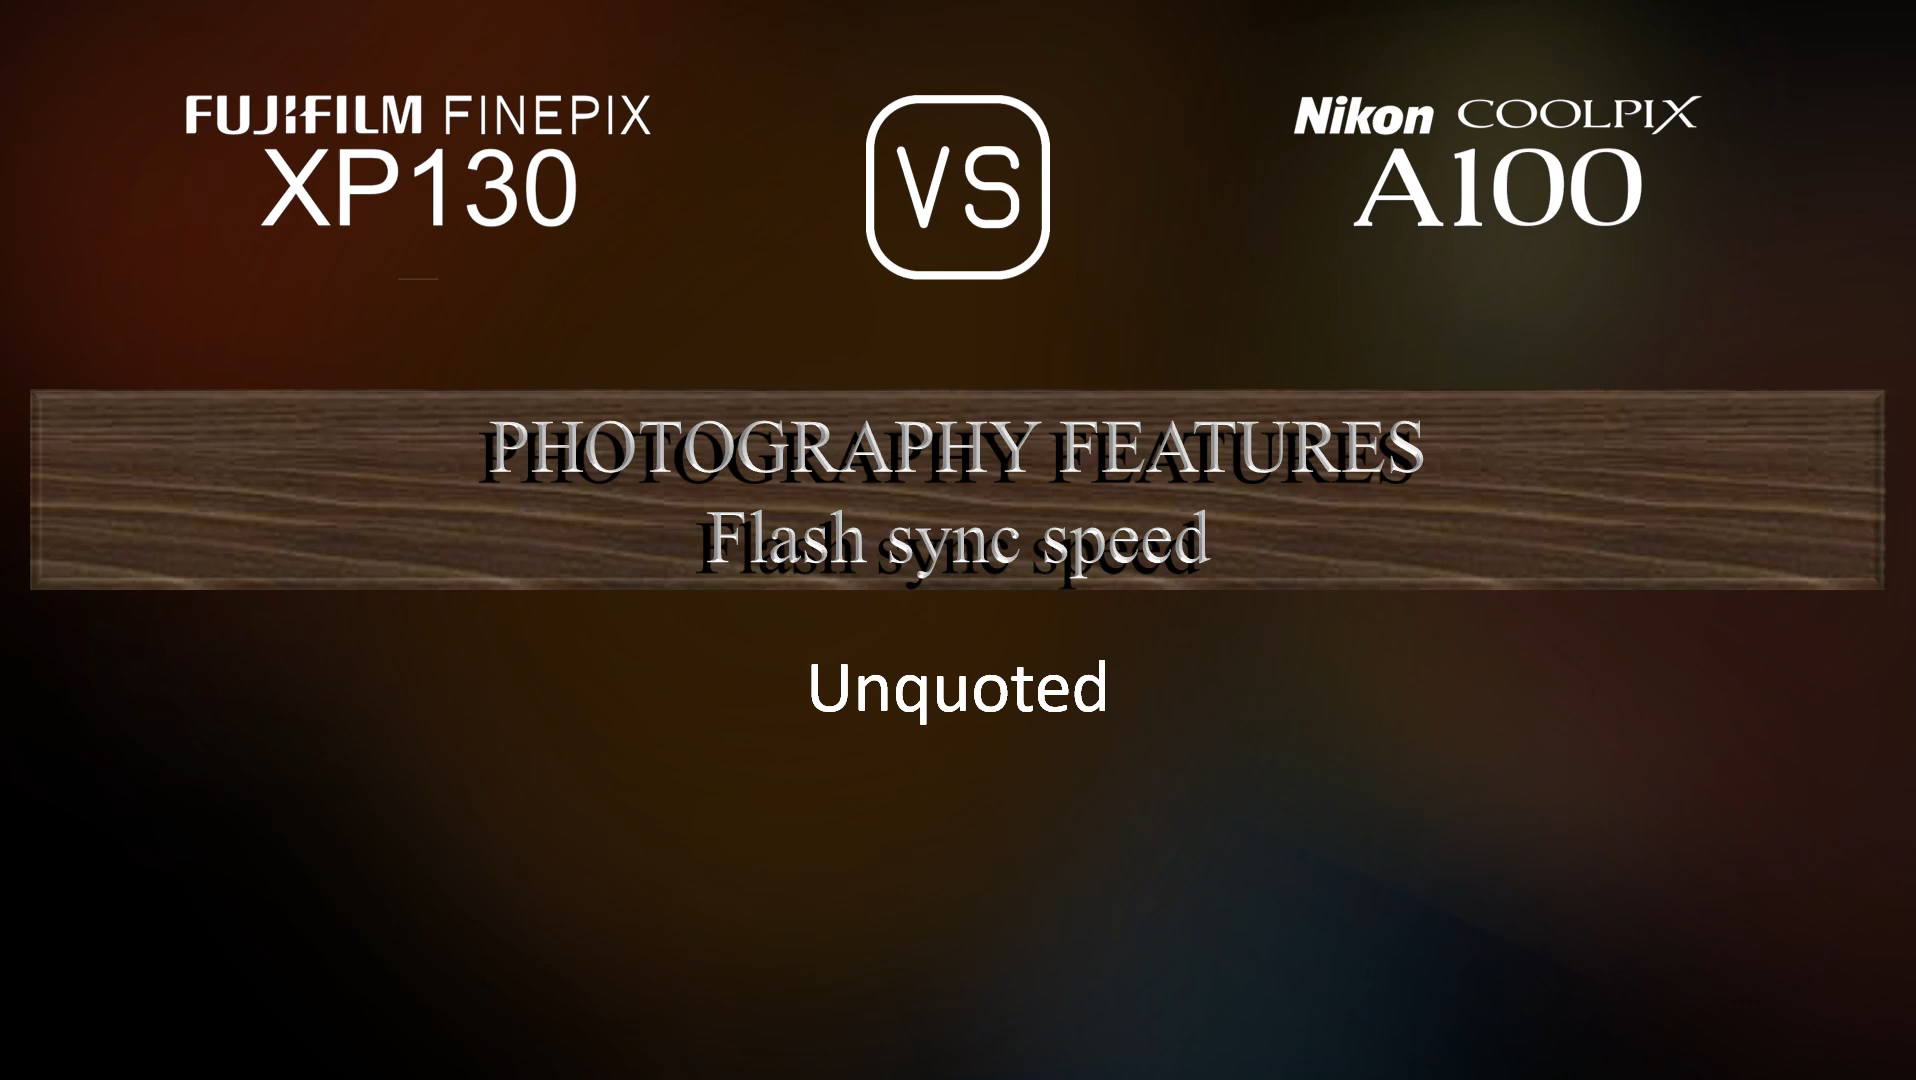 FUJIFILM FINEPIX
XP130
VS
Nikon COOLPIX
A100
PHOTOGRAPHY FEATURES
Flash sync speed
Unquoted